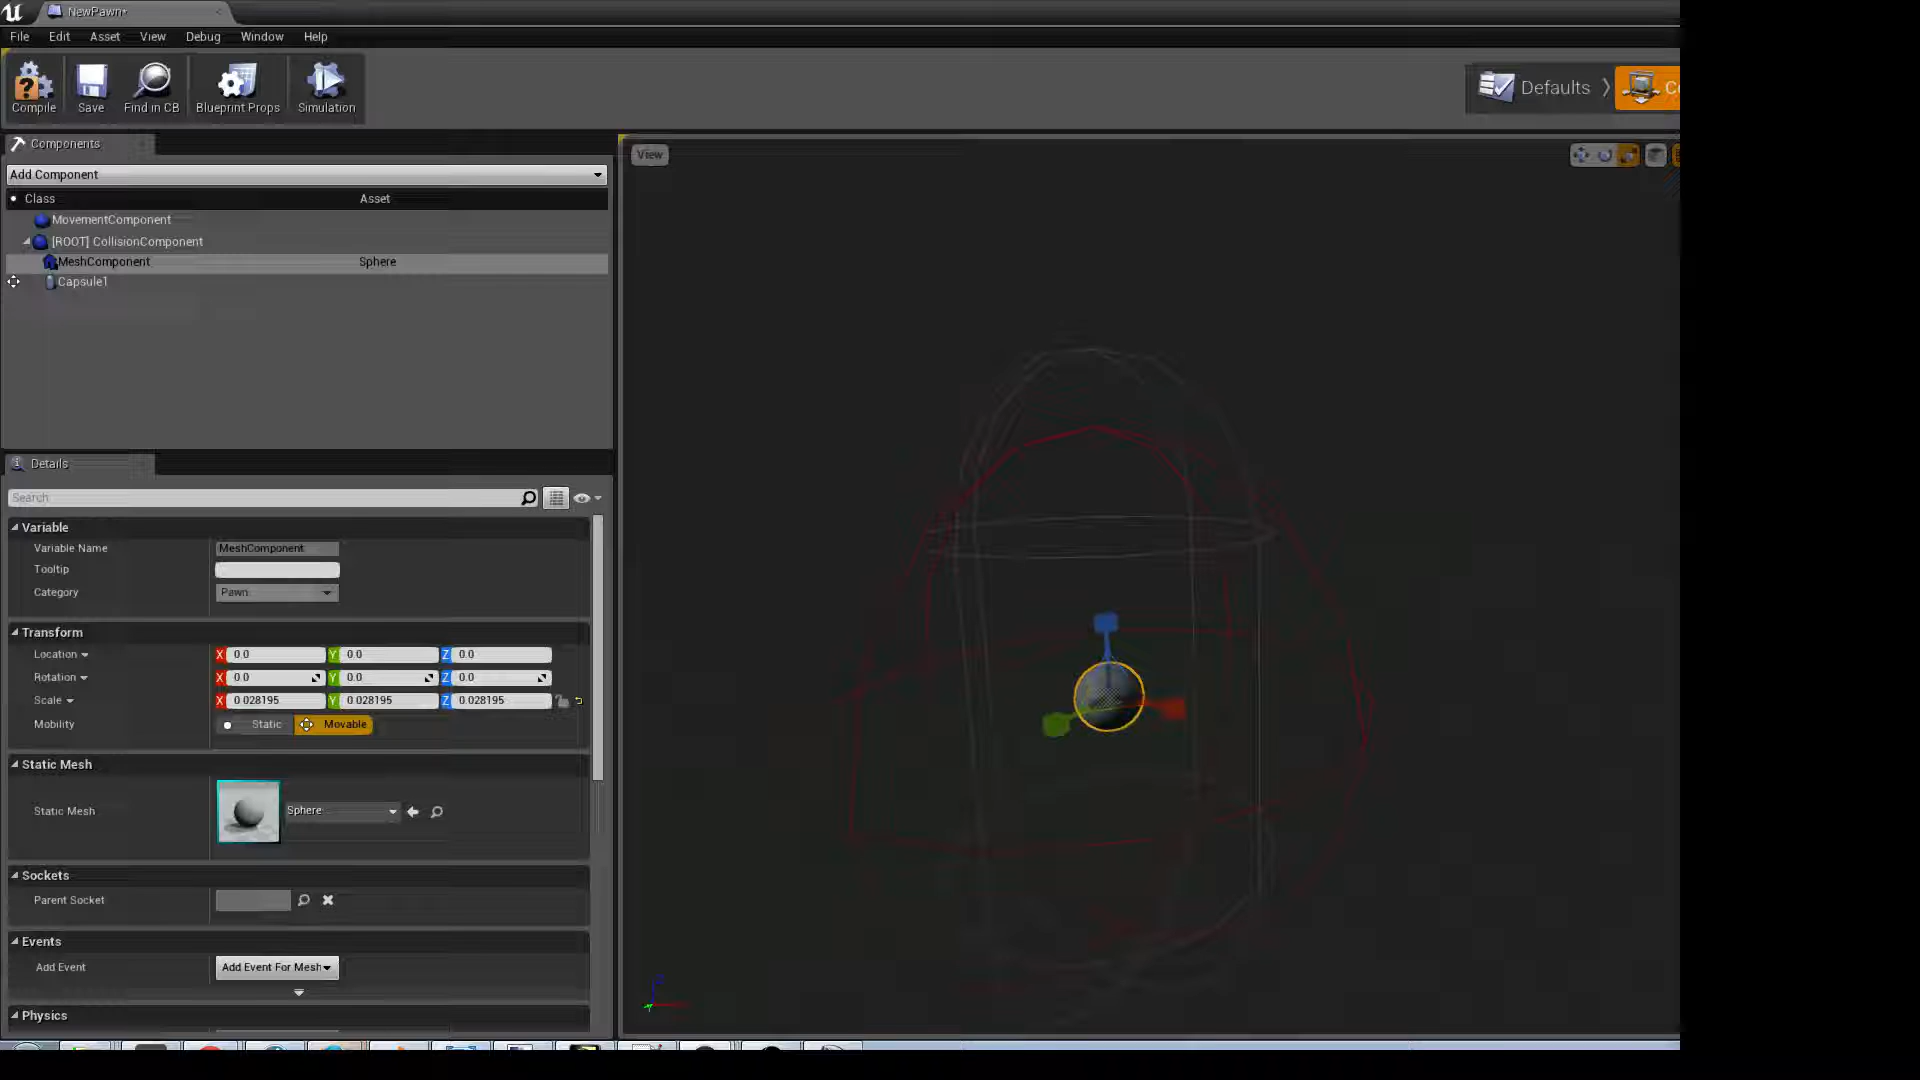 NewPawn*
File Edit Asset View Debug Window Help
Compile Save Find in CB Blueprint Props Simulation
Defaults
Components
View
Add Component
Class Asset
MovementComponent
[ROOT] CollisionComponent
MeshComponent Sphere
Capsule1
Details
Search
Variable
Variable Name MeshComponent
Tooltip
Category Pawn
Transform
Location X 0.0 Y 0.0 Z 0.0
Rotation X 0.0 Y 0.0 Z 0.0
Scale X 0.028195 Y 0.028195 Z 0.028195
Mobility Static Movable
Static Mesh
Static Mesh Sphere
Sockets
Parent Socket
Events
Add Event Add Event For Mesh
Physics